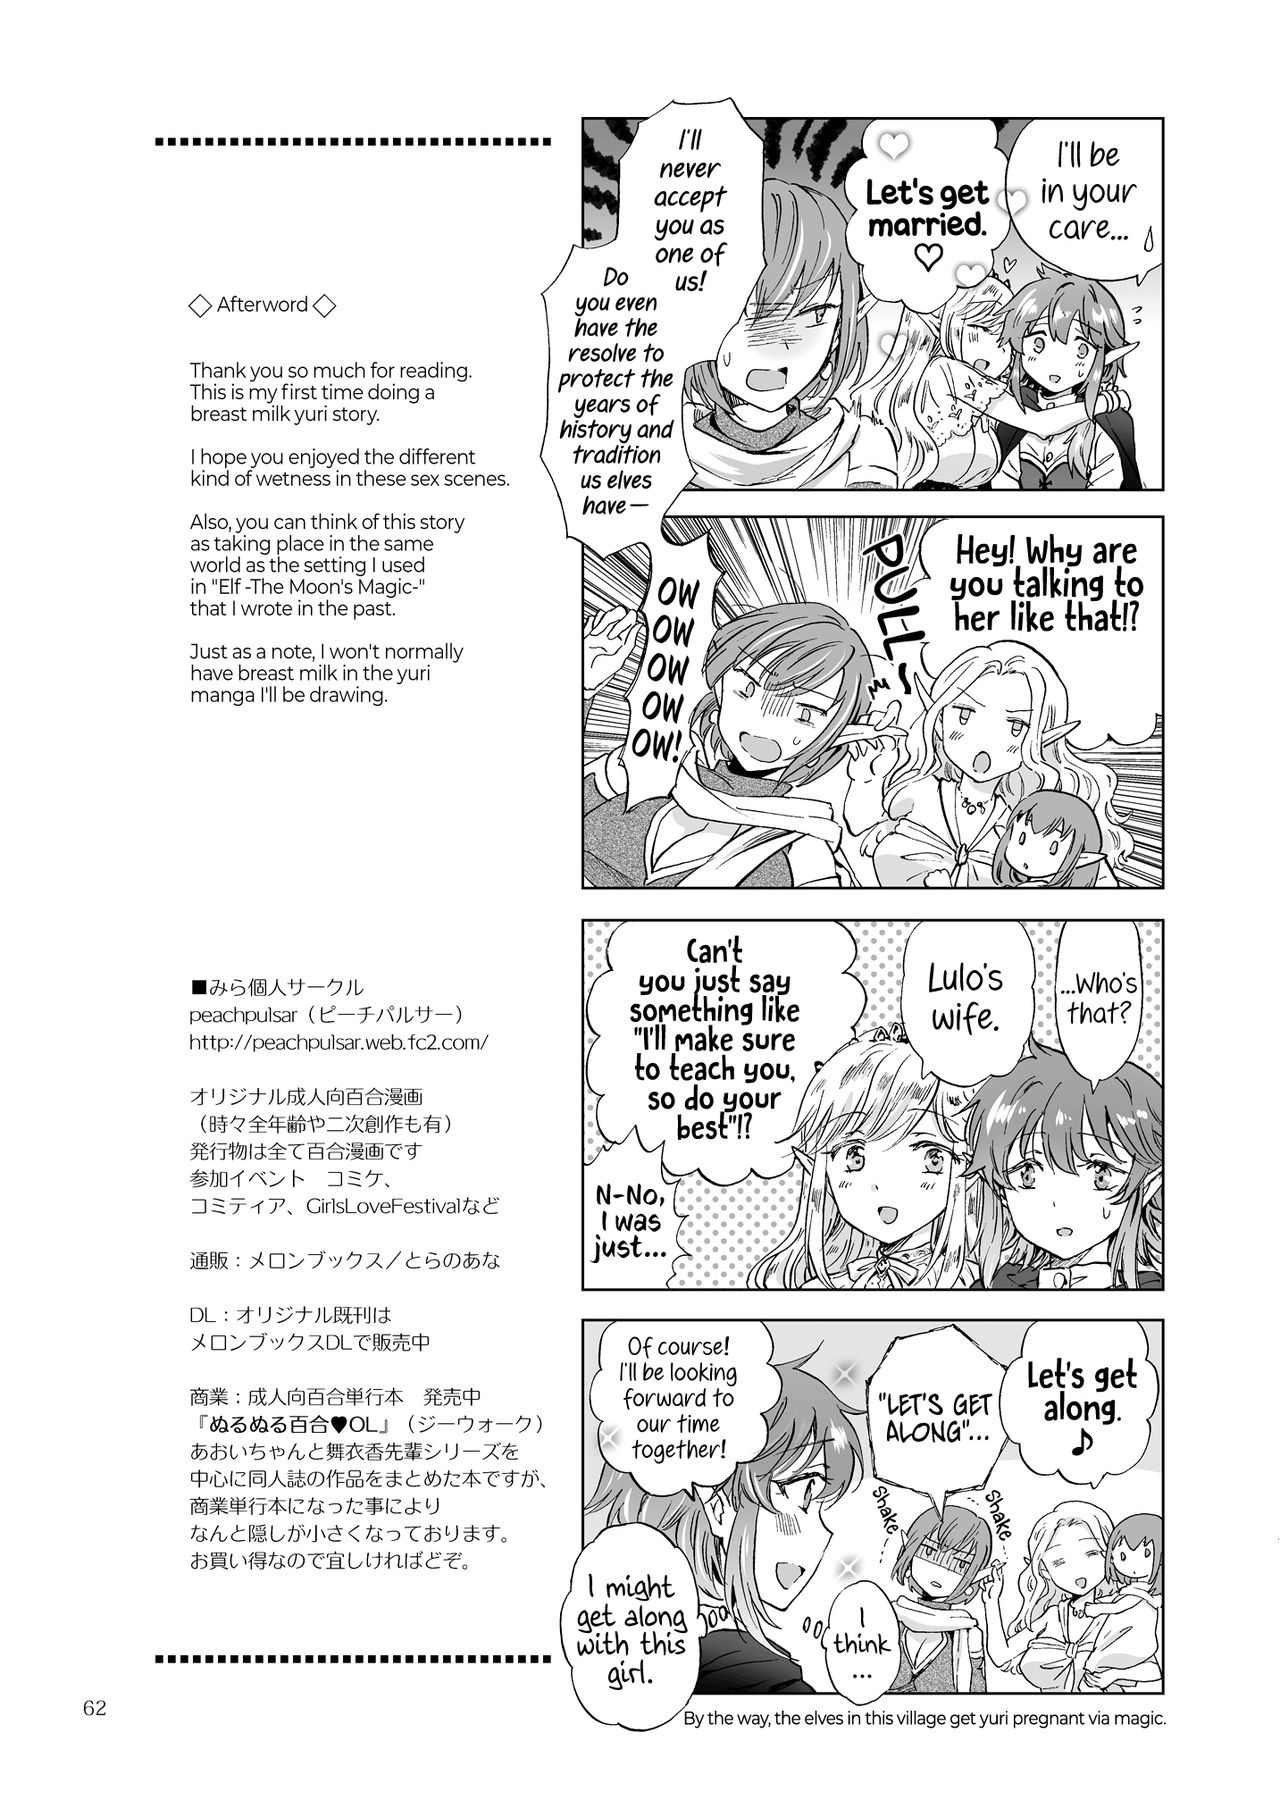 I'll be
in your
care...
Let's get
married.
♡
I'll
never
accept
you as
one of
us!
Do
you even
have the
resolve to
protect the
years of
history and
tradition
us elves
have—
Hey! Why are
you talking to
her like that!?
PULL~
OW
OW
OW
OW
OW!
...Who's
that?
Lulo's
wife.
Can't
you just say
something like
"I'll make sure
to teach you,
so do your
best"!?
N-No,
I was
just...
Let's get
along.
♪
"LET'S GET
ALONG"...
Shake
Shake
Of course!
I'll be looking
forward to
our time
together!
I
think
...
I might
get along
with this
girl.
By the way, the elves in this village get yuri pregnant via magic.
◇ Afterword ◇
Thank you so much for reading.
This is my first time doing a
breast milk yuri story.
I hope you enjoyed the different
kind of wetness in these sex scenes.
Also, you can think of this story
as taking place in the same
world as the setting I used
in "Elf -The Moon's Magic-"
that I wrote in the past.
Just as a note, I won't normally
have breast milk in the yuri
manga I'll be drawing.
■みら個人サークル
peachpulsar（ピーチパルサー）
http://peachpulsar.web.fc2.com/
オリジナル成人向百合漫画
（時々全年齢や二次創作も有）
発行物は全て百合漫画です
参加イベント　コミケ、
コミティア、GirlsLoveFestivalなど
通販：メロンブックス／とらのあな
DL：オリジナル既刊は
メロンブックスDLで販売中
商業；成人向百合単行本　発売中
『ぬるぬる百合♥OL』（ジーウォーク）
あおいちゃんと舞衣香先輩シリーズを
中心に同人誌の作品をまとめた本ですが、
商業単行本になった事により
なんと隠しが小さくなっております。
お買い得なので宜しければどぞ。
62